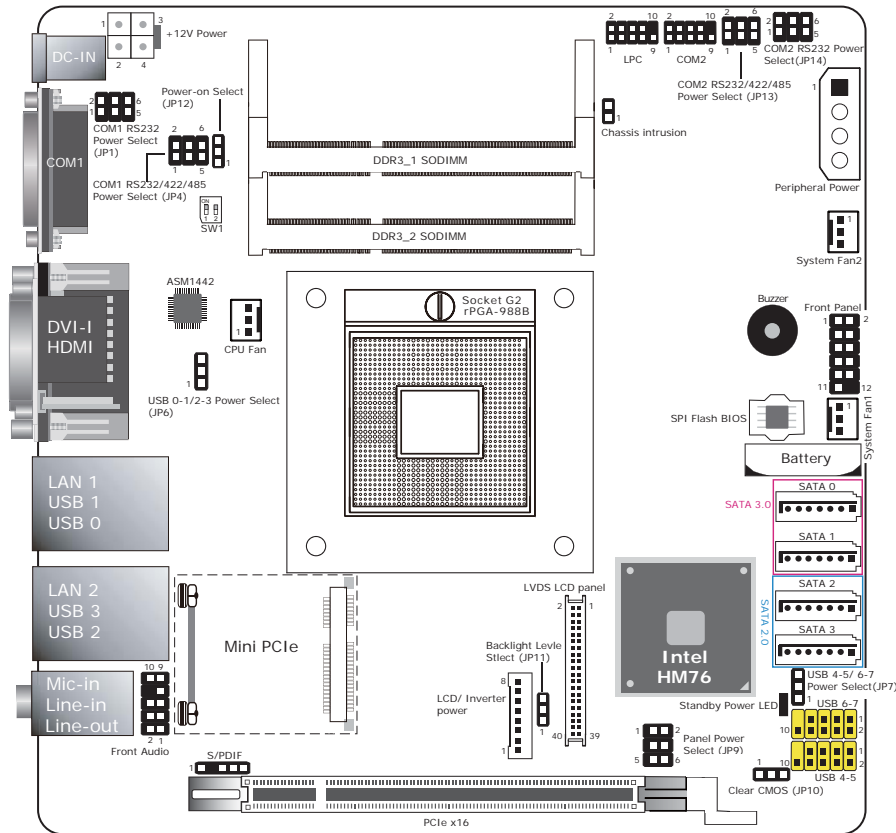 1
3
+12V Power
2
4
DC-IN
Power-on Select
(JP12)
2
6
1
5
COM1 RS232
Power Select
(JP1)
COM1
2
6
1
5
1
COM1 RS232/422/485
Power Select (JP4)
ON
1 2
SW1
DDR3_1 SODIMM
DDR3_2 SODIMM
2
10
1
9
LPC
2
10
1
9
COM2
2
6
1
5
COM2 RS232/422/485
Power Select (JP13)
2
6
1
5
COM2 RS232 Power
Select(JP14)
1
Chassis intrusion
1
Peripheral Power
1
System Fan2
ASM1442
1
CPU Fan
DVI-I
HDMI
1
USB 0-1/2-3 Power Select
(JP6)
Socket G2
rPGA-988B
Buzzer
Front Panel
1
2
11
12
SPI Flash BIOS
1
System Fan1
Battery
LAN 1
USB 1
USB 0
SATA 3.0
SATA 0
SATA 1
SATA 2.0
SATA 2
SATA 3
LAN 2
USB 3
USB 2
Mini PCIe
LVDS LCD panel
2
1
40
39
Backlight Levle
Stlect (JP11)
1
8
LCD/ Inverter
power
1
Intel
HM76
USB 4-5/ 6-7
Power Select(JP7)
1
Standby Power LED
USB 6-7
1
10
2
1
10
2
USB 4-5
Mic-in
Line-in
Line-out
10 9
2 1
Front Audio
1
2
Panel Power
Select (JP9)
5
6
1
Clear CMOS (JP10)
S/PDIF
1
PCIe x16